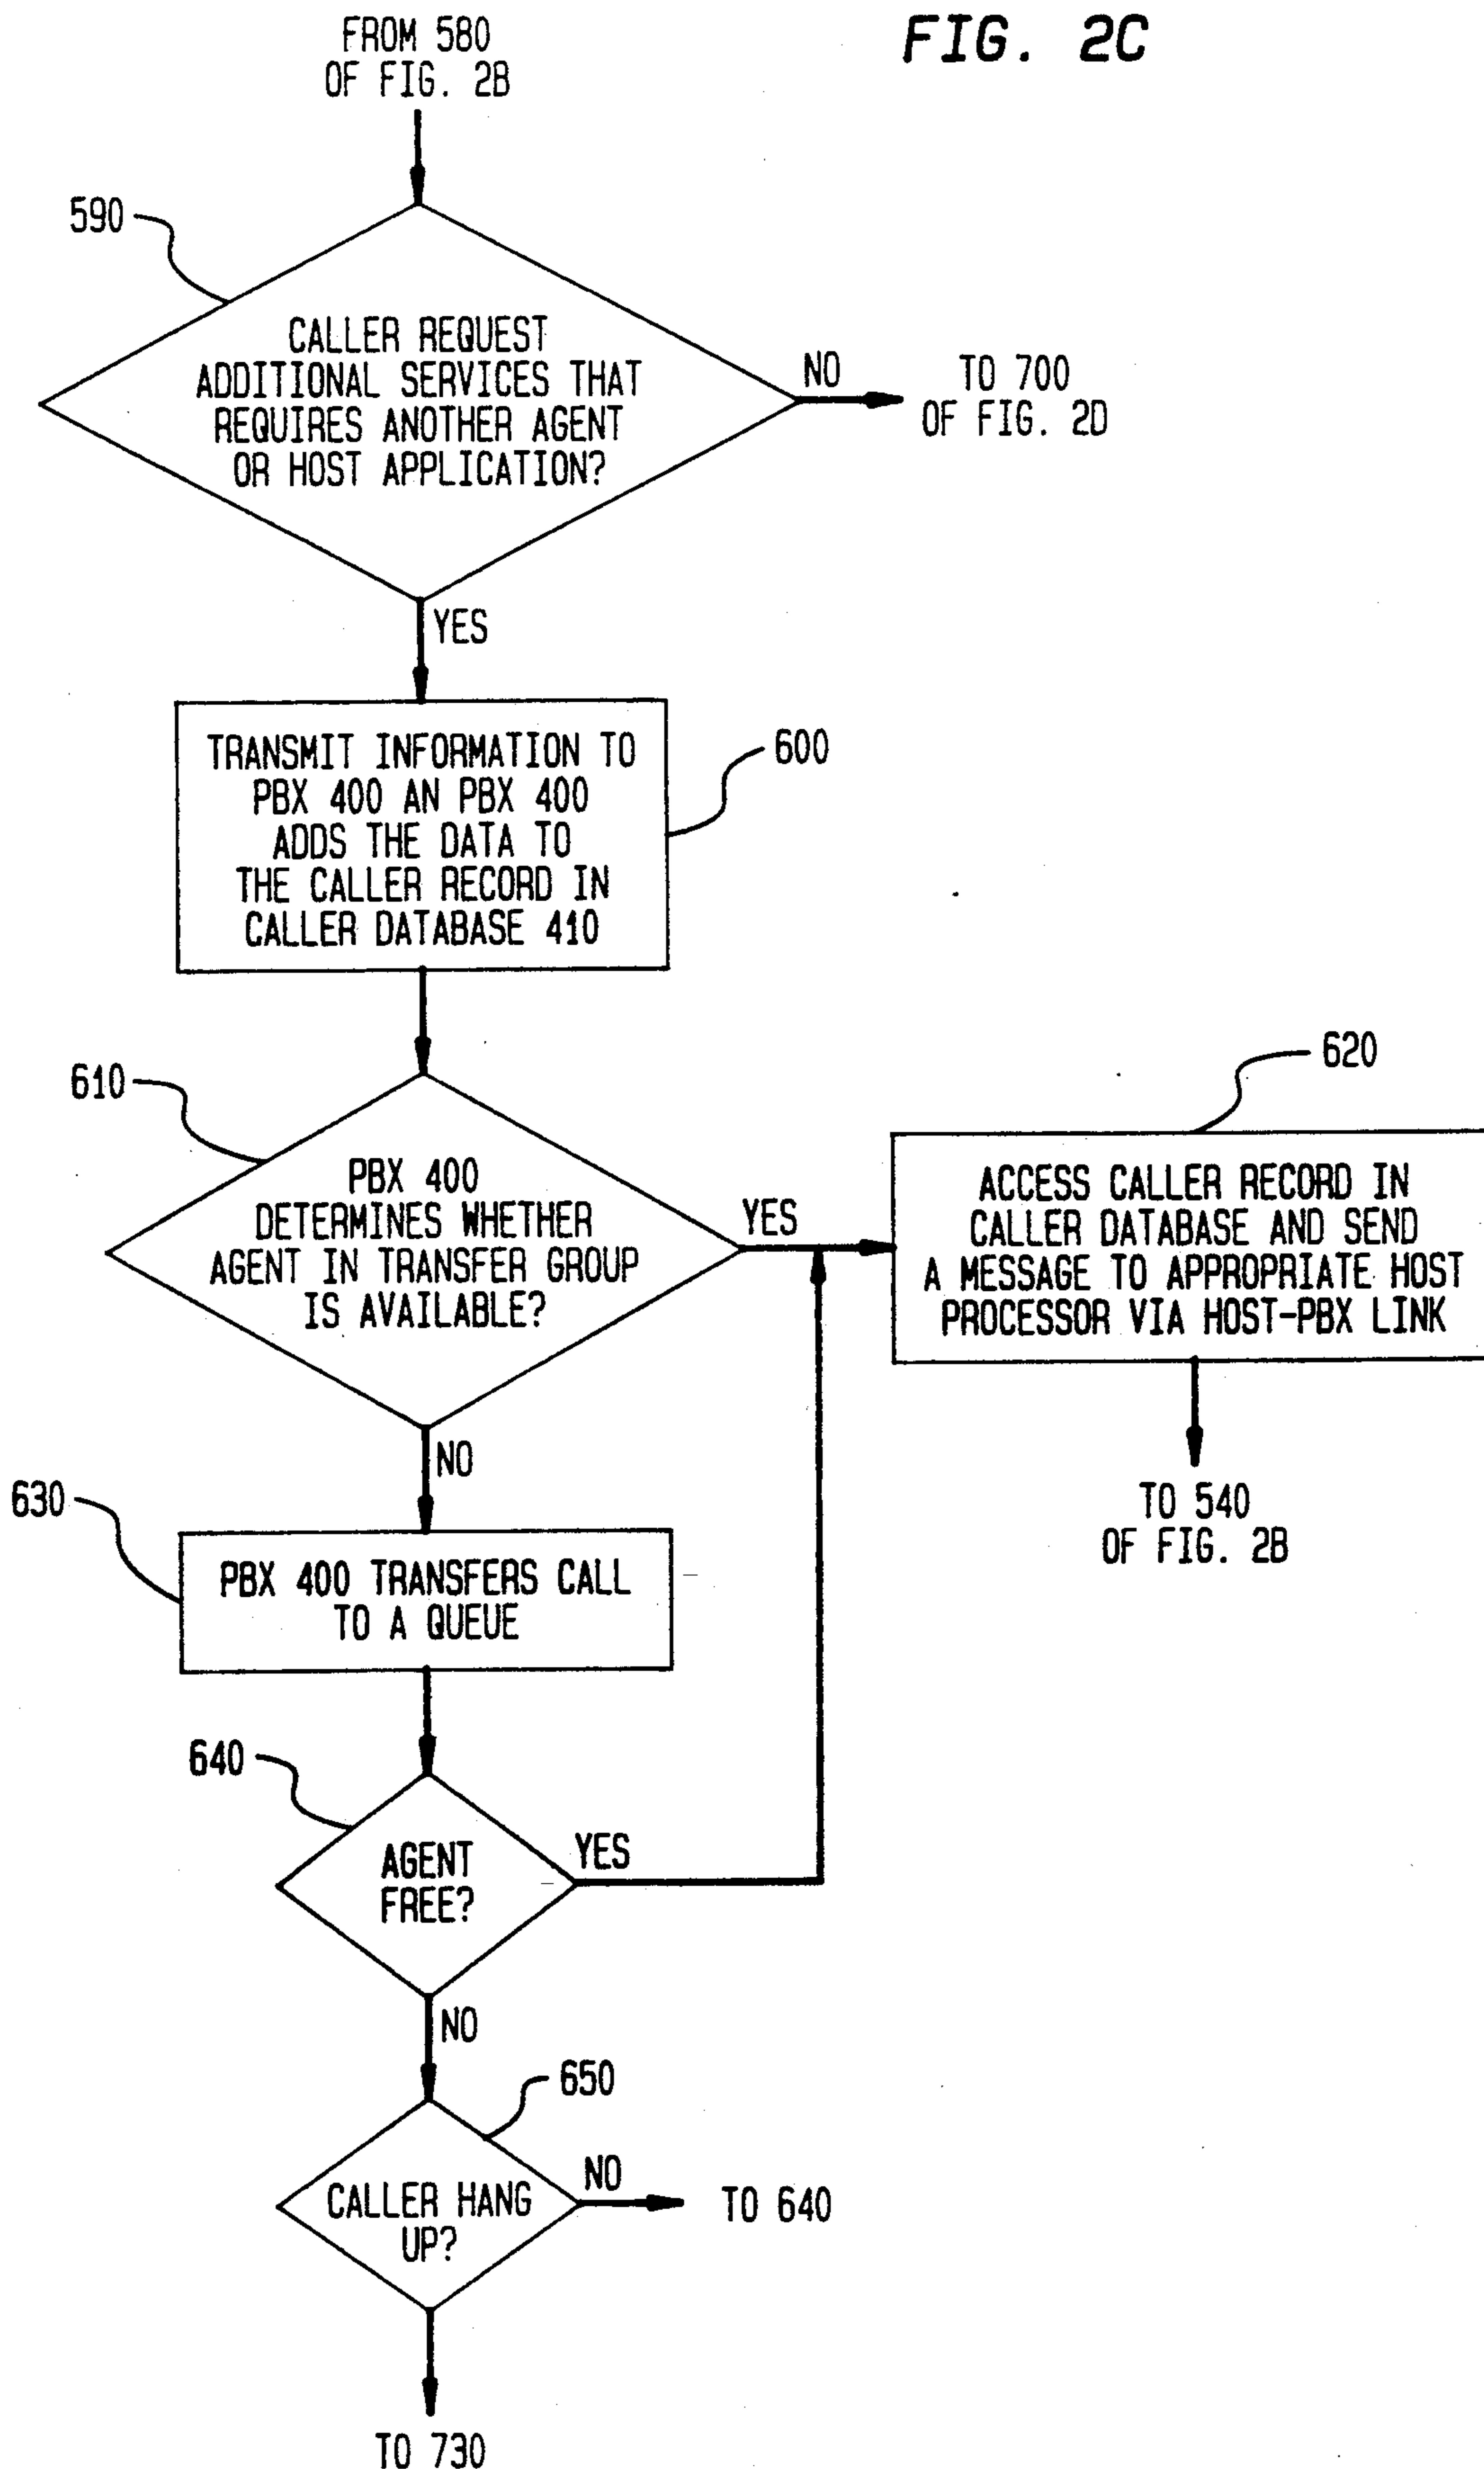 FIG. 2C
FROM 580
OF FIG. 2B
590
CALLER REQUEST
ADDITIONAL SERVICES THAT
REQUIRES ANOTHER AGENT
OR HOST APPLICATION?
NO
TO 700
OF FIG. 2D
YES
TRANSMIT INFORMATION TO
PBX 400 AN PBX 400
ADDS THE DATA TO
THE CALLER RECORD IN
CALLER DATABASE 410
600
610
PBX 400
DETERMINES WHETHER
AGENT IN TRANSFER GROUP
IS AVAILABLE?
YES
620
ACCESS CALLER RECORD IN
CALLER DATABASE AND SEND
A MESSAGE TO APPROPRIATE HOST
PROCESSOR VIA HOST-PBX LINK
TO 540
OF FIG. 2B
NO
630
PBX 400 TRANSFERS CALL
TO A QUEUE
640
AGENT
FREE?
YES
NO
650
CALLER HANG
UP?
NO
TO 640
TO 730